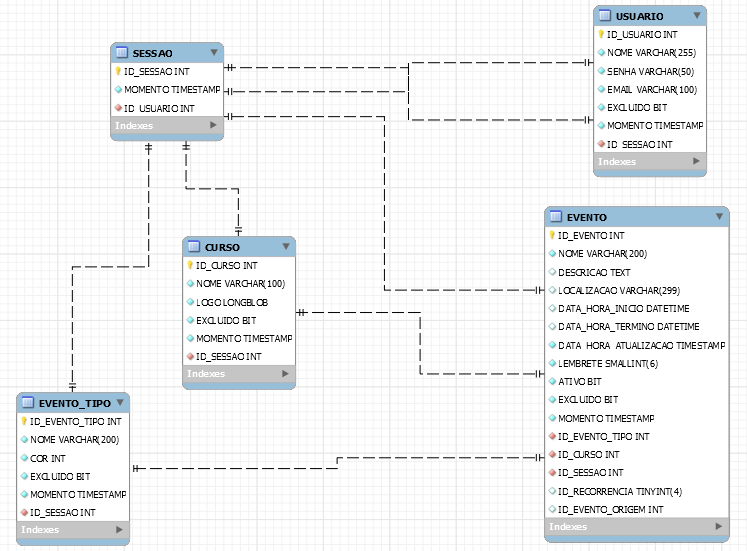 SESSAO
ID_SESSAO INT
MOMENTO TIMESTAMP
ID_USUARIO INT
Indexes
USUARIO
ID_USUARIO INT
NOME VARCHAR(255)
SENHA VARCHAR(50)
EMAIL VARCHAR(100)
EXCLUIDO BIT
MOMENTO TIMESTAMP
ID_SESSAO INT
Indexes
CURSO
ID_CURSO INT
NOME VARCHAR(100)
LOGO LONGBLOB
EXCLUIDO BIT
MOMENTO TIMESTAMP
ID_SESSAO INT
Indexes
EVENTO
ID_EVENTO INT
NOME VARCHAR(200)
DESCRICAO TEXT
LOCALIZACAO VARCHAR(299)
DATA_HORA_INICIO DATETIME
DATA_HORA_TERMINO DATETIME
DATA_HORA_ATUALIZACAO TIMESTAMP
LEMBRETE SMALLINT(6)
ATIVO BIT
EXCLUIDO BIT
MOMENTO TIMESTAMP
ID_EVENTO_TIPO INT
ID_CURSO INT
ID_SESSAO INT
ID_RECORRENCIA TINYINT(4)
ID_EVENTO_ORIGEM INT
Indexes
EVENTO_TIPO
ID_EVENTO_TIPO INT
NOME VARCHAR(200)
COR INT
EXCLUIDO BIT
MOMENTO TIMESTAMP
ID_SESSAO INT
Indexes